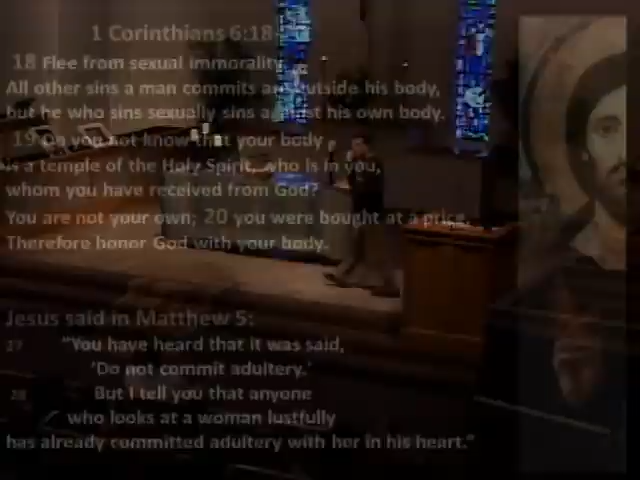 1 Corinthians 6:18-
18 Flee from sexual immorality.
All other sins a man commits are outside his body,
but he who sins sexually sins against his own body.
19 Do you not know that your body
is a temple of the Holy Spirit, who is in you,
whom you have received from God?
You are not your own; 20 you were bought at a price.
Therefore honor God with your body.
Jesus said in Matthew 5:
27 "You have heard that it was said,
'Do not commit adultery.'
28 But I tell you that anyone
who looks at a woman lustfully
has already committed adultery with her in his heart."